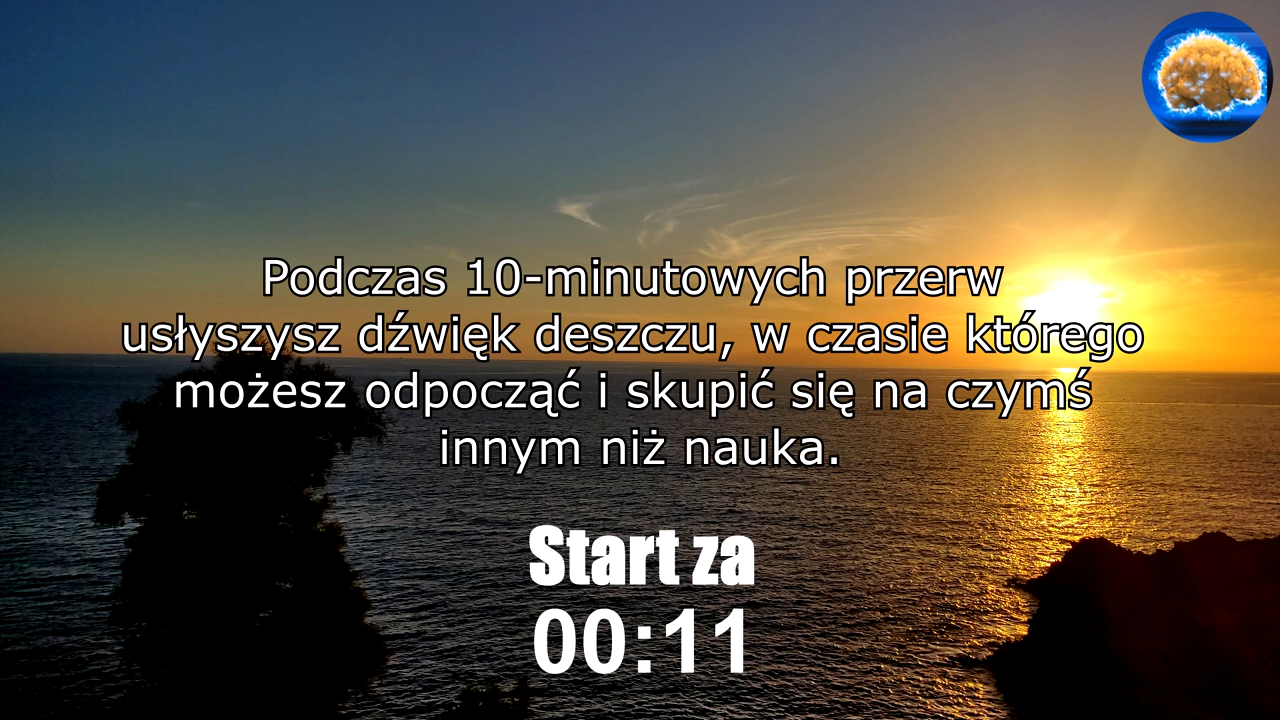 Podczas 10-minutowych przerw
usłyszysz dźwięk deszczu, w czasie którego
możesz odpocząć i skupić się na czymś
innym niż nauka.
Start za
00:11